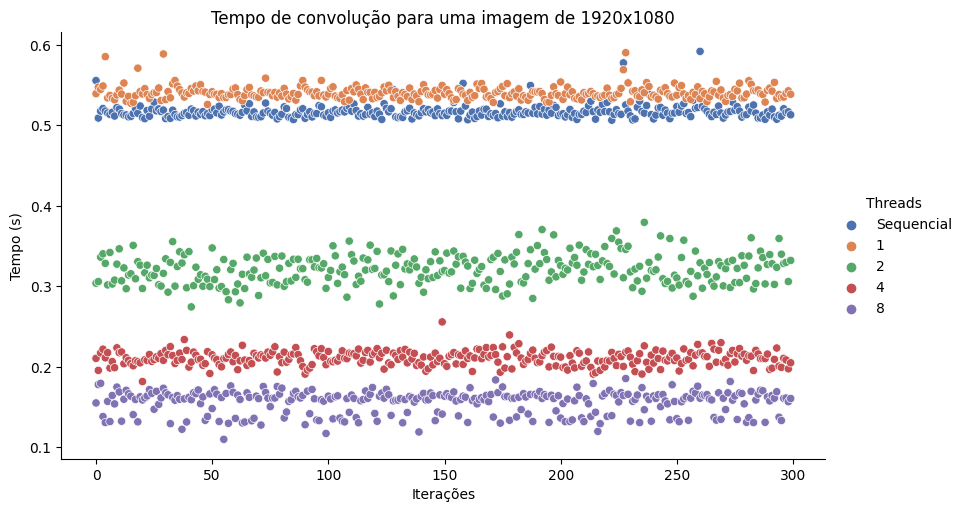 Tempo de convolução para uma imagem de 1920x1080
0.6
0.5
0.4
0.3
0.2
0.1
Tempo (s)
0 50 100 150 200 250 300
Iterações
Threads
Sequencial
1
2
4
8